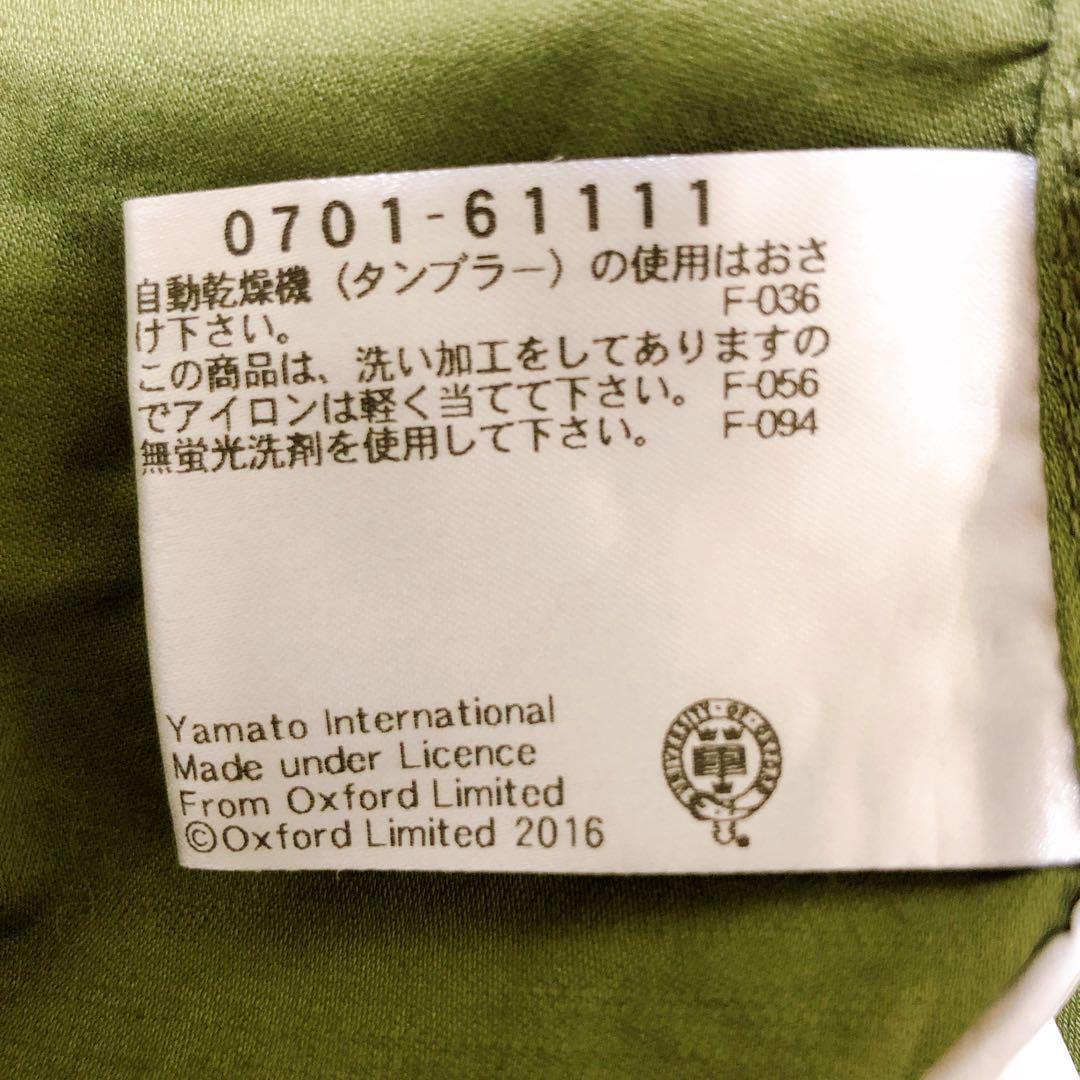 0701-61111
自動乾燥機（タンブラー）の使用はおさ
け下さい。 F-036
この商品は、洗い加工をしてありますの
でアイロンは軽く当てて下さい。 F-056
無蛍光洗剤を使用して下さい。 F-094
Yamato International
Made under Licence
From Oxford Limited
©Oxford Limited 2016
UNIVERSITY·OF·OXFORD